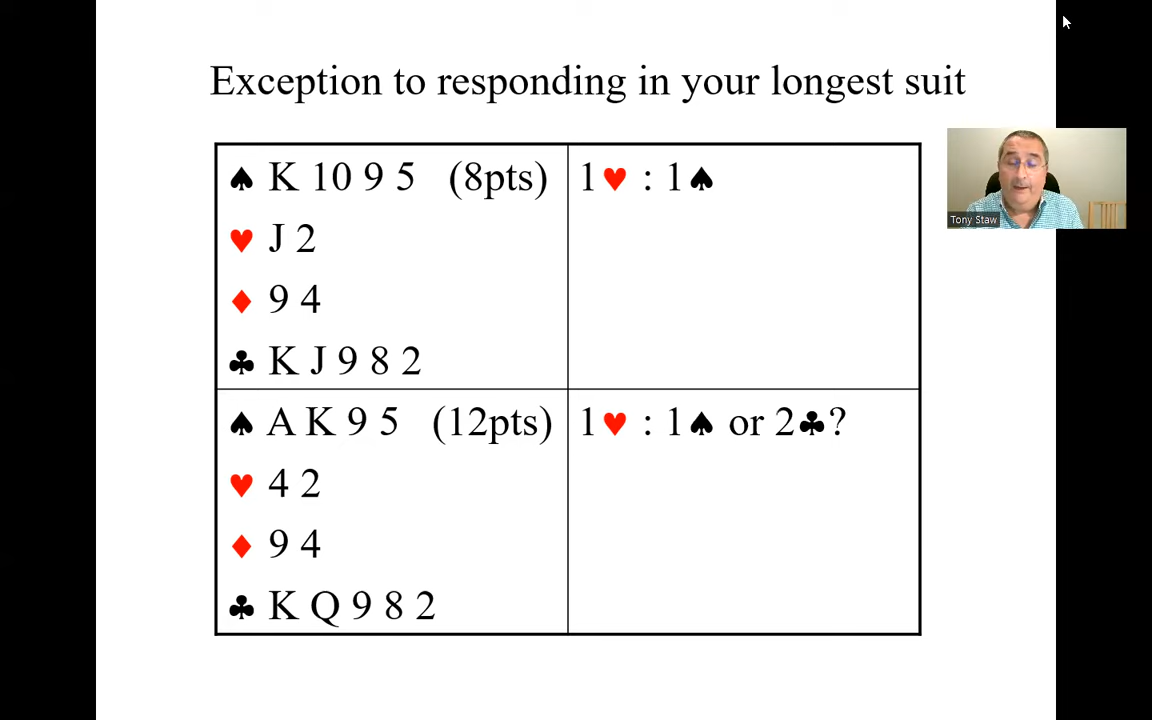 Exception to responding in your longest suit
♠ K 10 9 5 (8pts) 1♥ : 1♠
♥ J 2
♦ 9 4
♣ K J 9 8 2
♠ A K 9 5 (12pts) 1♥ : 1♠ or 2♣?
♥ 4 2
♦ 9 4
♣ K Q 9 8 2
Tony Staw